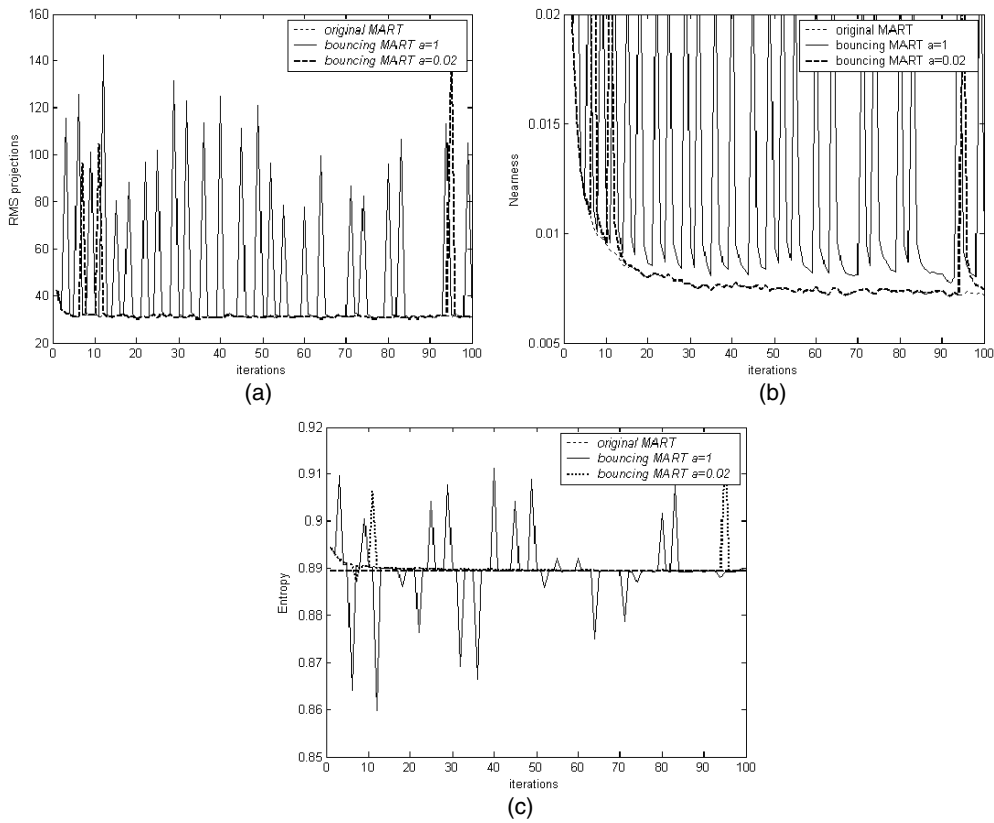 160
140
120
100
80
60
40
20
RMS projections
original MART
bouncing MART a=1
bouncing MART a=0.02
0 10 20 30 40 50 60 70 80 90 100
iterations
(a)
0.02
0.015
0.01
0.005
Nearness
original MART
bouncing MART a=1
bouncing MART a=0.02
0 10 20 30 40 50 60 70 80 90 100
iterations
(b)
0.92
0.91
0.9
0.89
0.88
0.87
0.86
0.85
Entropy
original MART
bouncing MART a=1
bouncing MART a=0.02
0 10 20 30 40 50 60 70 80 90 100
iterations
(c)